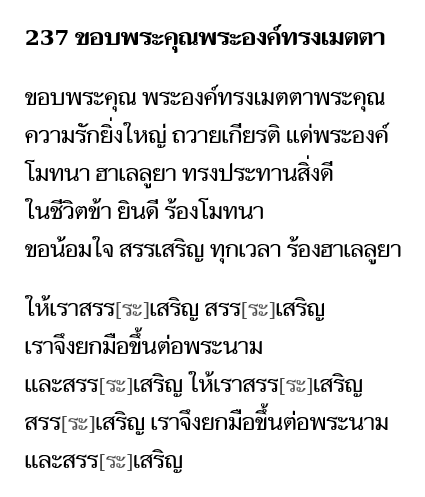 237 ขอบพระคุณพระองค์ทรงเมตตา
ขอบพระคุณ พระองค์ทรงเมตตาพระคุณ
ความรักยิ่งใหญ่ ถวายเกียรติ แด่พระองค์
โมทนา ฮาเลลูยา ทรงประทานสิ่งดี
ในชีวิตข้า ยินดี ร้องโมทนา
ขอน้อมใจ สรรเสริญ ทุกเวลา ร้องฮาเลลูยา
ให้เราสรร[ระ]เสริญ สรร[ระ]เสริญ
เราจึงยกมือขึ้นต่อพระนาม
และสรร[ระ]เสริญ ให้เราสรร[ระ]เสริญ
สรร[ระ]เสริญ เราจึงยกมือขึ้นต่อพระนาม
และสรร[ระ]เสริญ